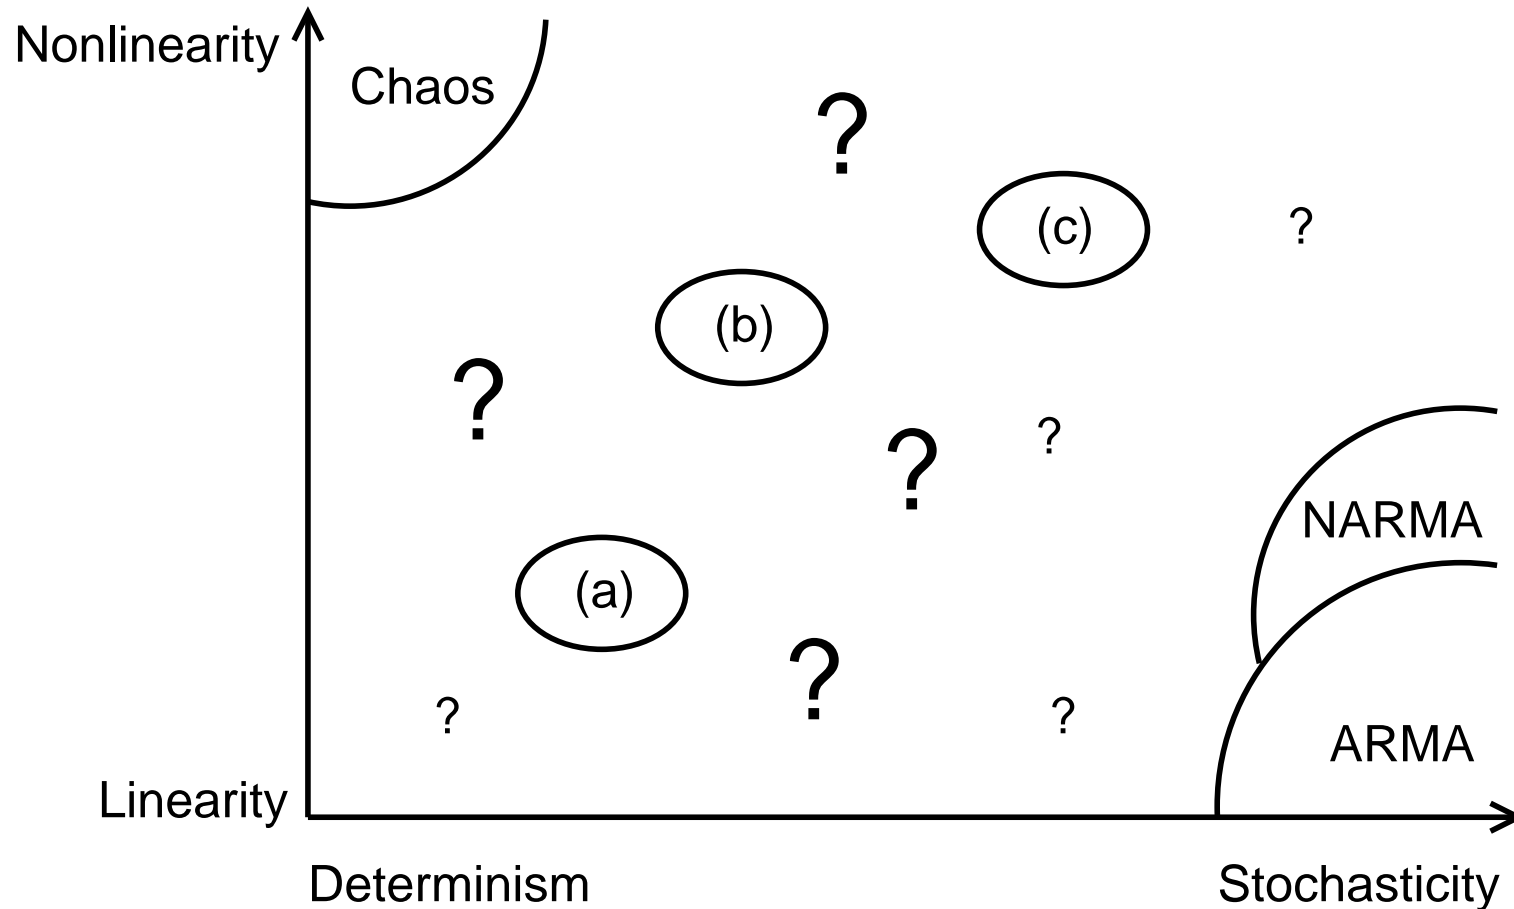 Nonlinearity
Chaos
?
(c)
?
(b)
?
?
?
NARMA
(a)
?
?
?
ARMA
Linearity
Determinism
Stochasticity